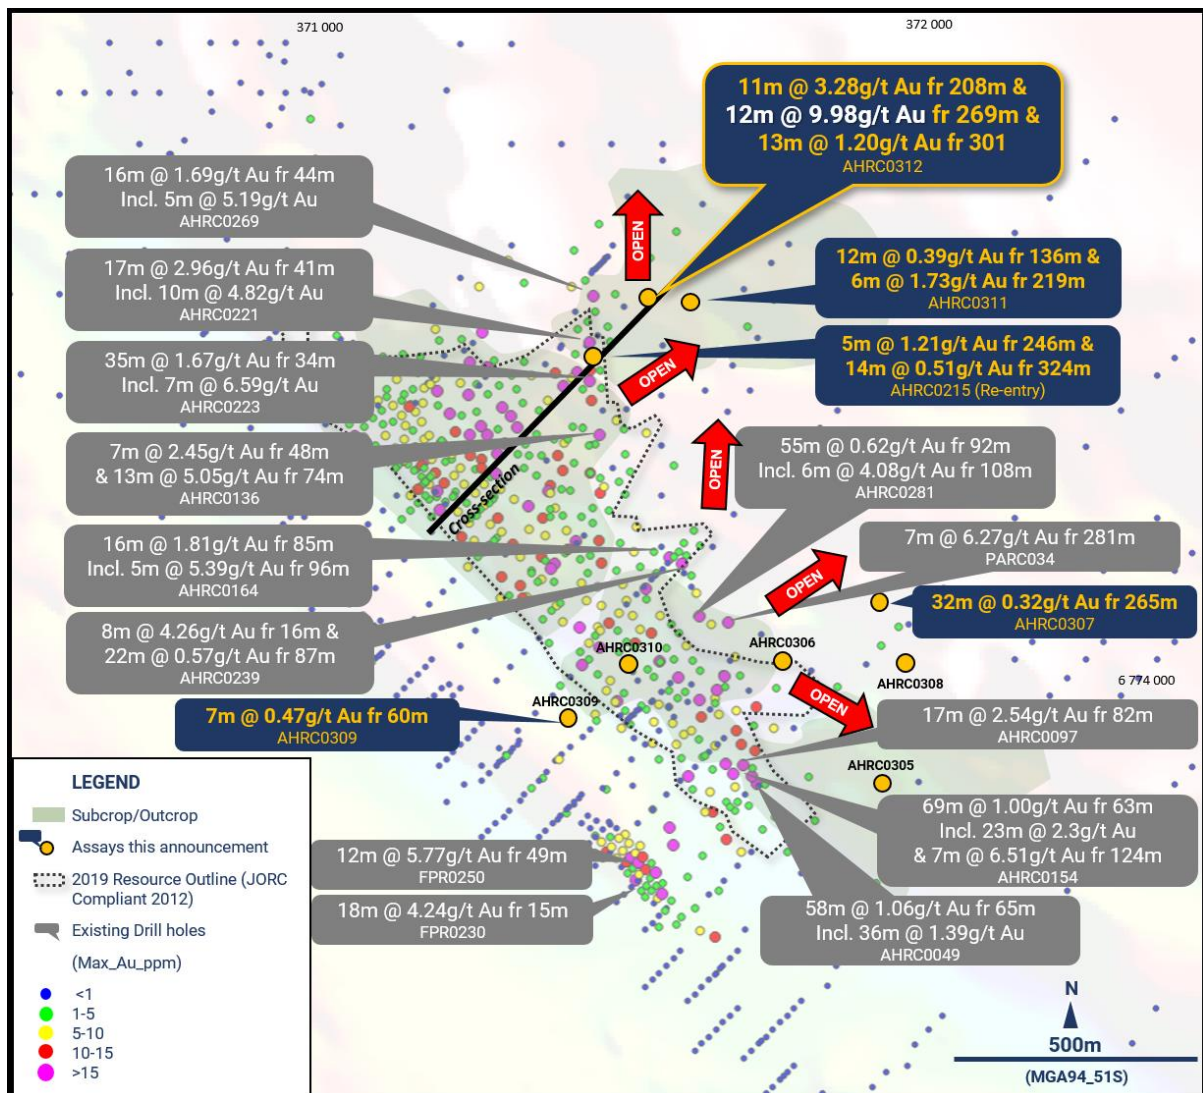 371 000
372 000
11m @ 3.28g/t Au fr 208m &
12m @ 9.98g/t Au fr 269m &
13m @ 1.20g/t Au fr 301
AHRC0312
16m @ 1.69g/t Au fr 44m
Incl. 5m @ 5.19g/t Au
AHRC0269
OPEN
17m @ 2.96g/t Au fr 41m
Incl. 10m @ 4.82g/t Au
AHRC0221
12m @ 0.39g/t Au fr 136m &
6m @ 1.73g/t Au fr 219m
AHRC0311
35m @ 1.67g/t Au fr 34m
Incl. 7m @ 6.59g/t Au
AHRC0223
OPEN
5m @ 1.21g/t Au fr 246m &
14m @ 0.51g/t Au fr 324m
AHRC0215 (Re-entry)
7m @ 2.45g/t Au fr 48m
& 13m @ 5.05g/t Au fr 74m
AHRC0136
Cross-section
OPEN
55m @ 0.62g/t Au fr 92m
Incl. 6m @ 4.08g/t Au fr 108m
AHRC0281
16m @ 1.81g/t Au fr 85m
Incl. 5m @ 5.39g/t Au fr 96m
AHRC0164
7m @ 6.27g/t Au fr 281m
PARC034
OPEN
32m @ 0.32g/t Au fr 265m
AHRC0307
8m @ 4.26g/t Au fr 16m &
22m @ 0.57g/t Au fr 87m
AHRC0239
AHRC0310
AHRC0306
AHRC0308
6 774 000
OPEN
7m @ 0.47g/t Au fr 60m
AHRC0309
AHRC0309
17m @ 2.54g/t Au fr 82m
AHRC0097
AHRC0305
69m @ 1.00g/t Au fr 63m
Incl. 23m @ 2.3g/t Au
& 7m @ 6.51g/t Au fr 124m
AHRC0154
12m @ 5.77g/t Au fr 49m
FPR0250
18m @ 4.24g/t Au fr 15m
FPR0230
58m @ 1.06g/t Au fr 65m
Incl. 36m @ 1.39g/t Au
AHRC0049
LEGEND
Subcrop/Outcrop
Assays this announcement
2019 Resource Outline (JORC
Compliant 2012)
Existing Drill holes
(Max_Au_ppm)
<1
1-5
5-10
10-15
>15
N
500m
(MGA94_51S)